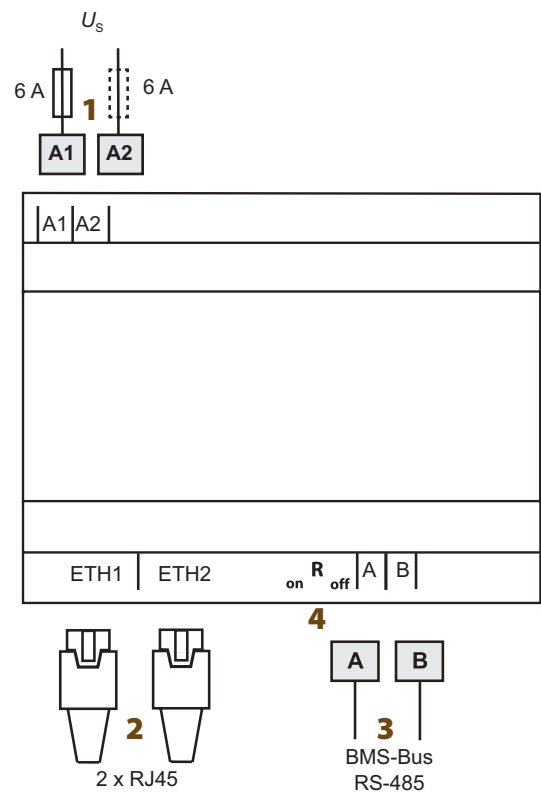 Us
6 A
1
6 A
A1 A2
A1 A2
ETH1 ETH2 on R off A B
4
A B
2
3
2 x RJ45
BMS-Bus
RS-485